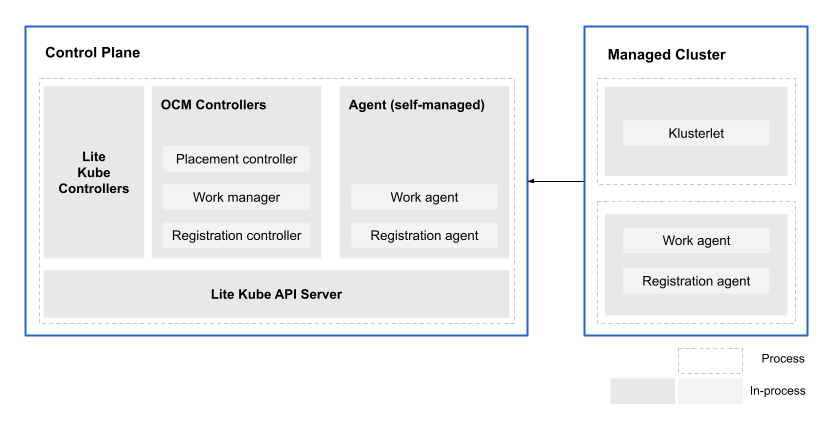 Control Plane
Lite
Kube
Controllers
OCM Controllers
Placement controller
Work manager
Registration controller
Agent (self-managed)
Work agent
Registration agent
Lite Kube API Server
Managed Cluster
Klusterlet
Work agent
Registration agent
Process
In-process